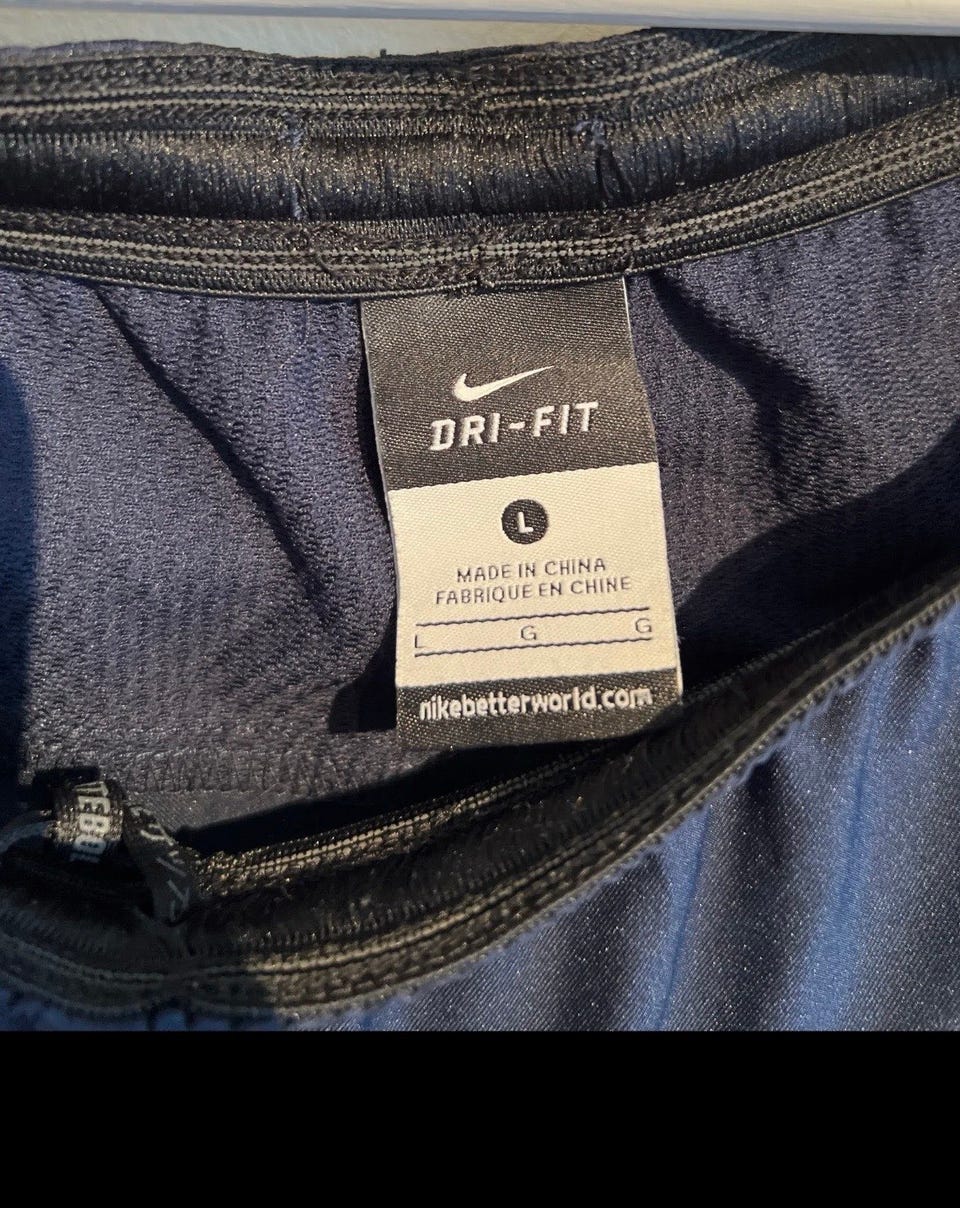 DRI-FIT
L
MADE IN CHINA
FABRIQUE EN CHINE
L G G
nikebetterworld.com